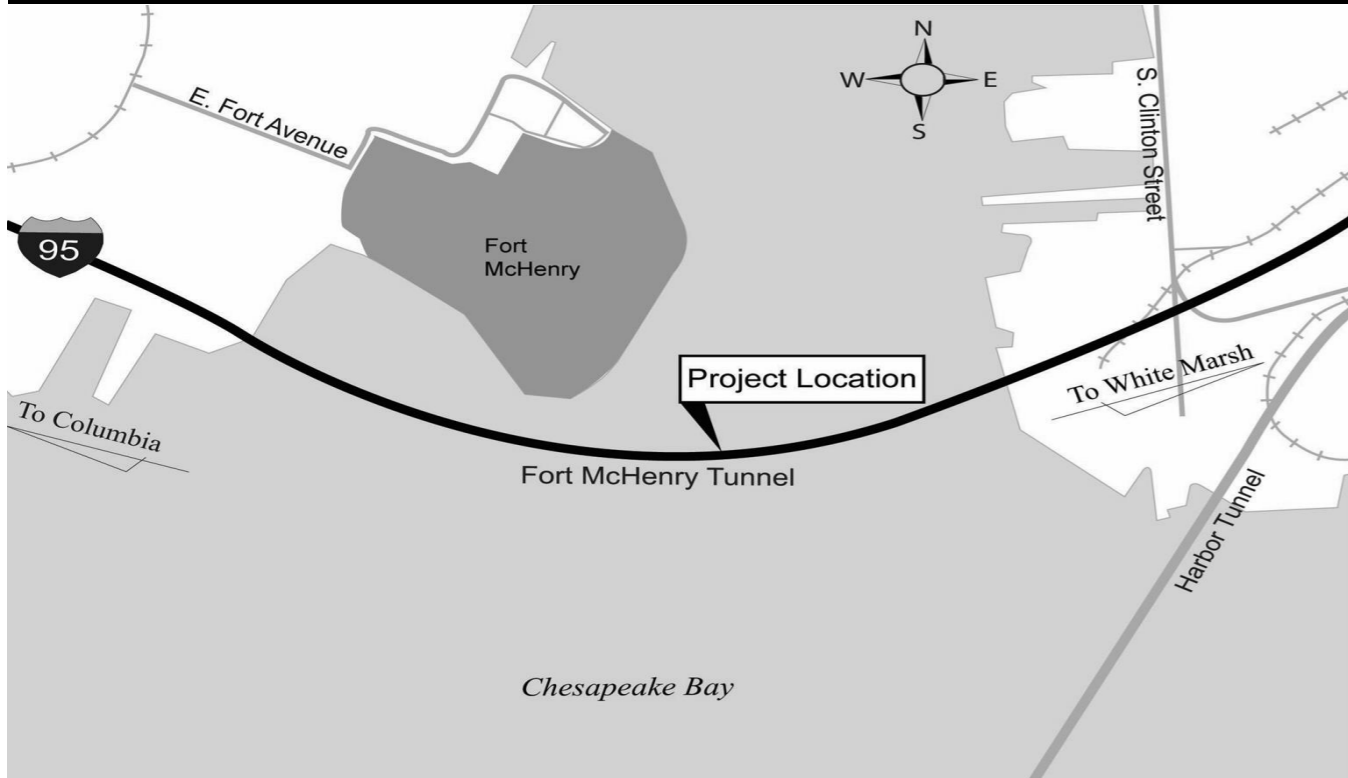 N
W E
S
S. Clinton Street
E. Fort Avenue
95
Fort
McHenry
Project Location
To White Marsh
To Columbia
Fort McHenry Tunnel
Harbor Tunnel
Chesapeake Bay